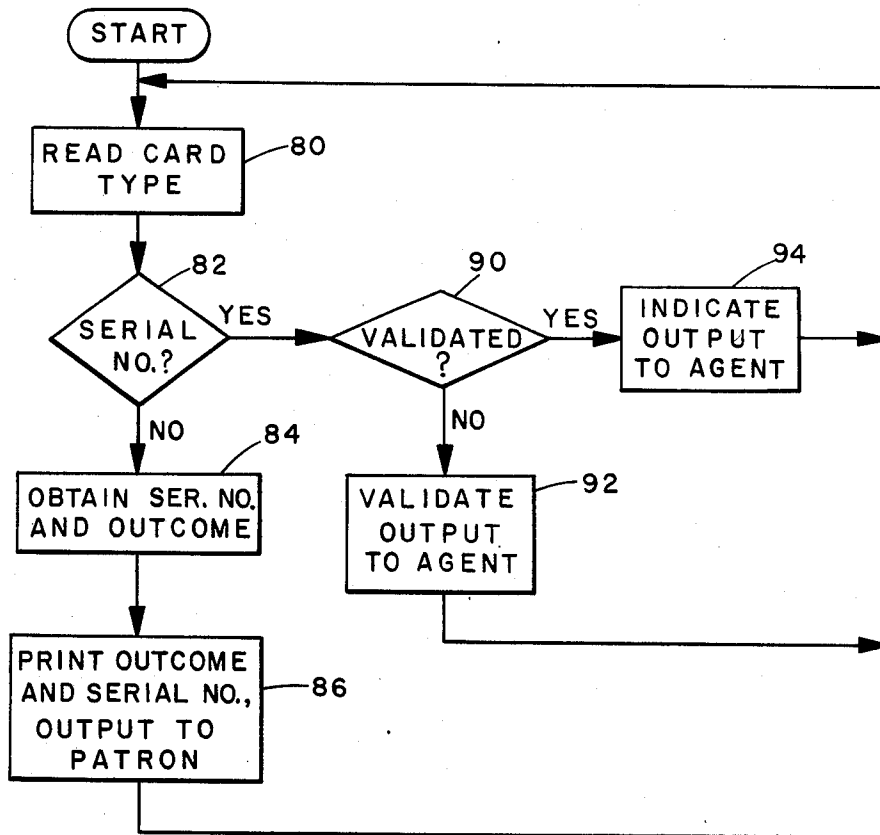 START
READ CARD
TYPE
80
82
SERIAL
NO.?
YES
90
VALIDATED
?
YES
94
INDICATE
OUTPUT
TO AGENT
NO
84
OBTAIN SER. NO.
AND OUTCOME
NO
92
VALIDATE
OUTPUT
TO AGENT
PRINT OUTCOME
AND SERIAL NO.,
OUTPUT TO
PATRON
86